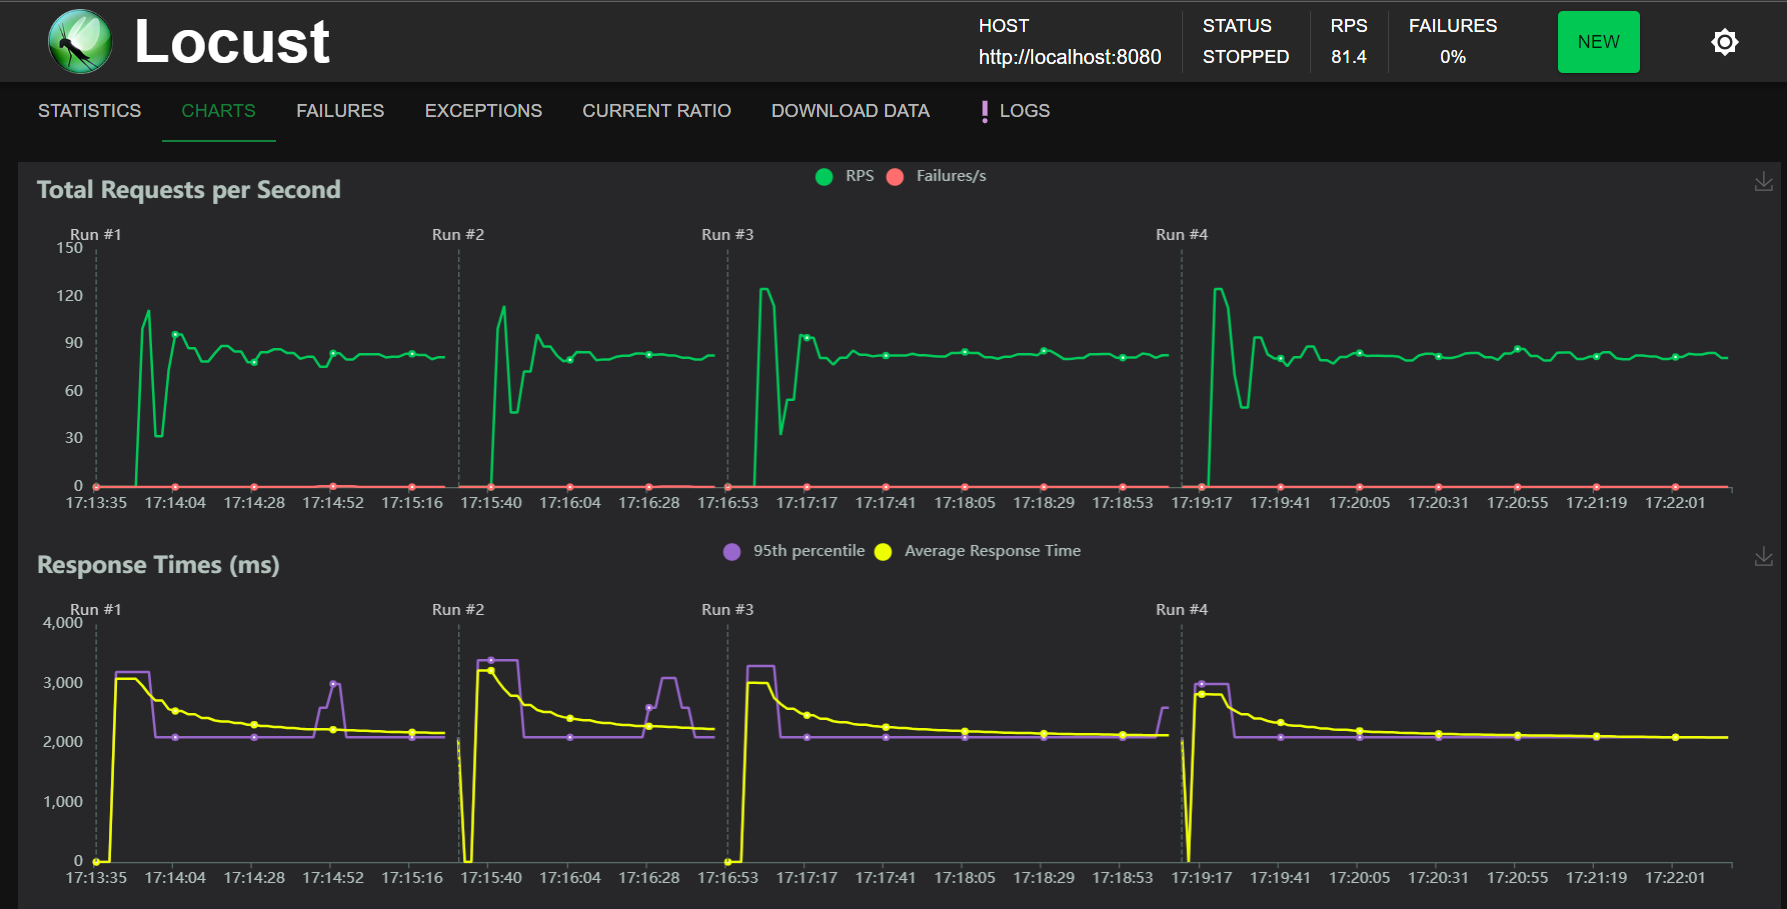 Locust
HOST
http://localhost:8080
STATUS
STOPPED
RPS
81.4
FAILURES
0%
NEW
STATISTICS CHARTS FAILURES EXCEPTIONS CURRENT RATIO DOWNLOAD DATA ! LOGS
Total Requests per Second
RPS Failures/s
Run #1 Run #2 Run #3 Run #4
150
120
90
60
30
0
17:13:35 17:14:04 17:14:28 17:14:52 17:15:16 17:15:40 17:16:04 17:16:28 17:16:53 17:17:17 17:17:41 17:18:05 17:18:29 17:18:53 17:19:17 17:19:41 17:20:05 17:20:31 17:20:55 17:21:19 17:22:01
Response Times (ms)
95th percentile Average Response Time
Run #1 Run #2 Run #3 Run #4
4,000
3,000
2,000
1,000
0
17:13:35 17:14:04 17:14:28 17:14:52 17:15:16 17:15:40 17:16:04 17:16:28 17:16:53 17:17:17 17:17:41 17:18:05 17:18:29 17:18:53 17:19:17 17:19:41 17:20:05 17:20:31 17:20:55 17:21:19 17:22:01